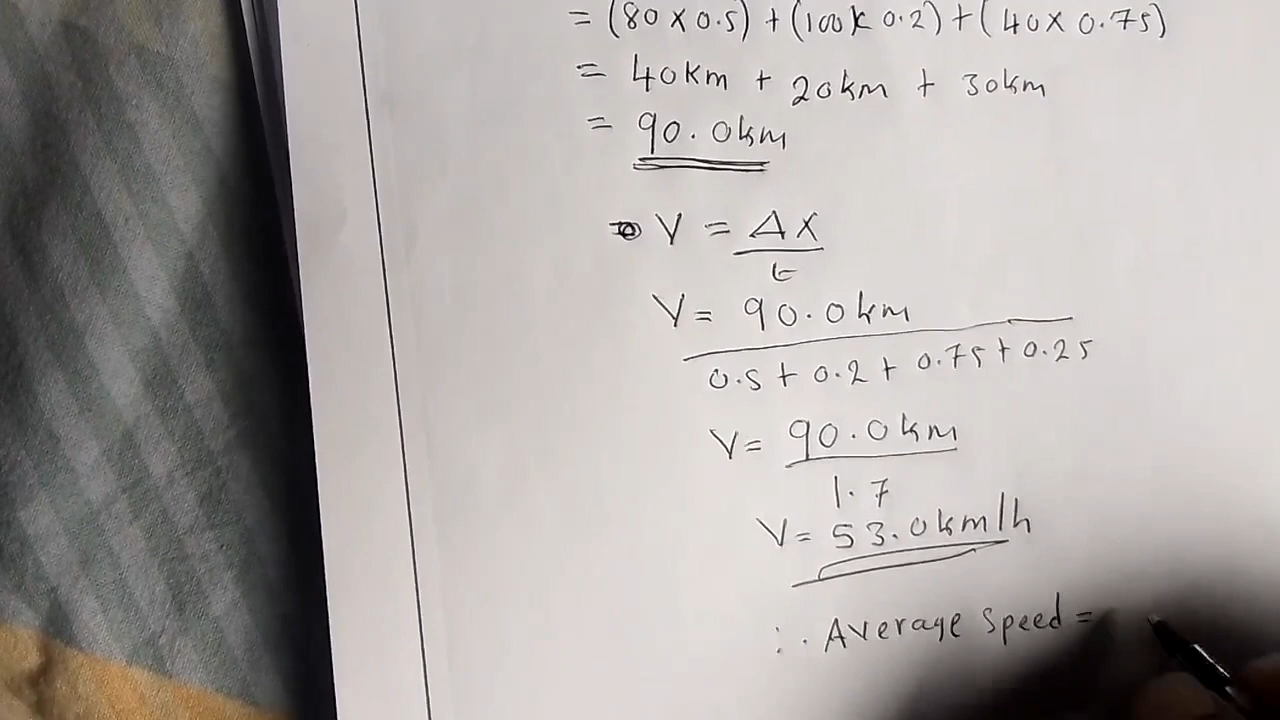 = (80 x 0.5) + (100 x 0.2) + (40 x 0.75)
= 40km + 20km + 30km
= 90.0km
V = Δx
t
V = 90.0km
0.5 + 0.2 + 0.75 + 0.25
V = 90.0km
1.7
V = 53.0km/h
∴ Average speed =